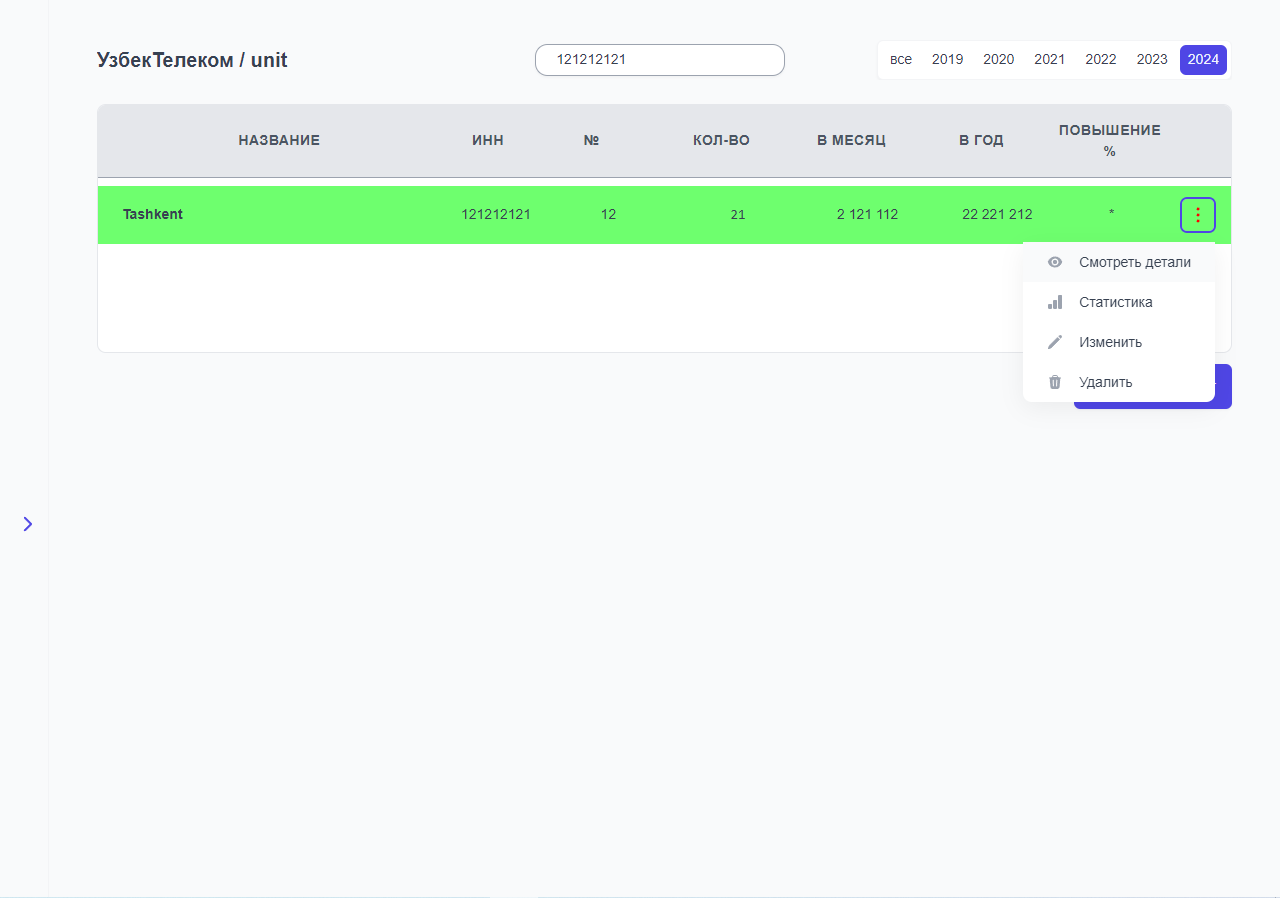 УзбекТелеком / unit
121212121
все 2019 2020 2021 2022 2023 2024
НАЗВАНИЕ ИНН № КОЛ-ВО В МЕСЯЦ В ГОД ПОВЫШЕНИЕ
%
Tashkent 121212121 12 21 2 121 112 22 221 212 *
Смотреть детали
Статистика
Изменить
Удалить